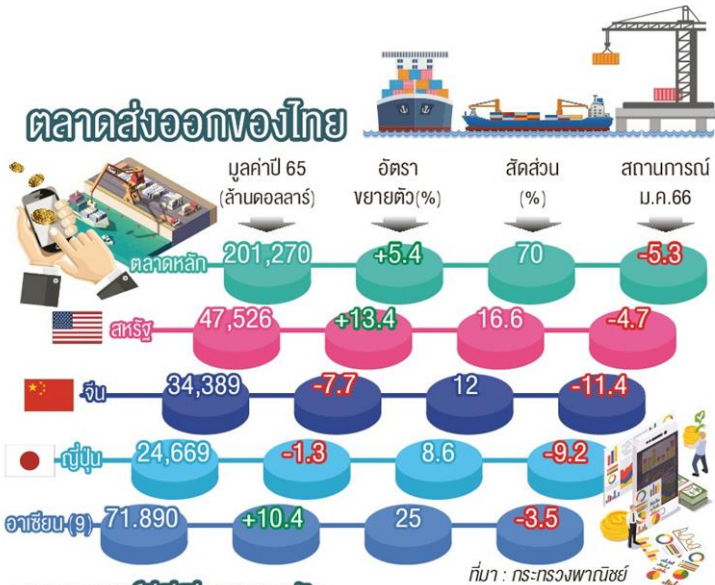 ตลาดส่งออกของไทย
มูลค่าปี 65 อัตรา สัดส่วน สถานการณ์
(ล้านดอลลาร์) ขยายตัว(%) (%) ม.ค.66
ตลาดหลัก 201,270 +5.4 70 -5.3
สหรัฐ 47,526 +13.4 16.6 -4.7
จีน 34,389 -7.7 12 -11.4
ญี่ปุ่น 24,669 -1.3 8.6 -9.2
อาเซียน (9) 71.890 +10.4 25 -3.5
ที่มา : กระทรวงพาณิชย์